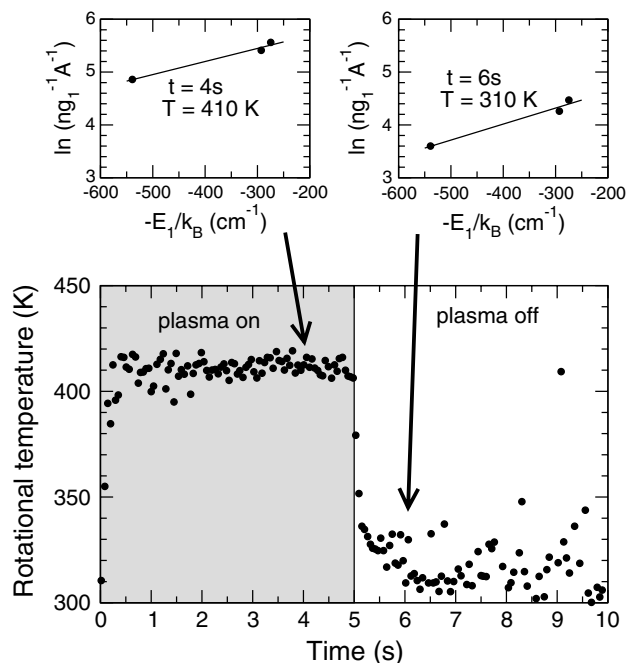 6
5
4
3
ln (ng₁⁻¹A⁻¹)
t = 4s
T = 410 K
-600 -500 -400 -300 -200
-E₁/k_B (cm⁻¹)
6
5
4
3
ln (ng₁⁻¹A⁻¹)
t = 6s
T = 310 K
-600 -500 -400 -300 -200
-E₁/k_B (cm⁻¹)
450
400
350
300
Rotational temperature (K)
plasma on
plasma off
0 1 2 3 4 5 6 7 8 9 10
Time (s)